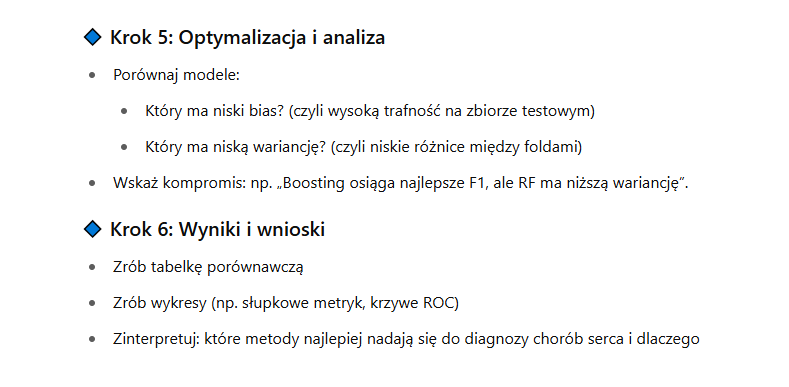 Krok 5: Optymalizacja i analiza
Porównaj modele:
Który ma niski bias? (czyli wysoką trafność na zbiorze testowym)
Który ma niską wariancję? (czyli niskie różnice między foldami)
Wskaż kompromis: np. „Boosting osiąga najlepsze F1, ale RF ma niższą wariancję”.
Krok 6: Wyniki i wnioski
Zrób tabelkę porównawczą
Zrób wykresy (np. słupkowe metryk, krzywe ROC)
Zinterpretuj: które metody najlepiej nadają się do diagnozy chorób serca i dlaczego